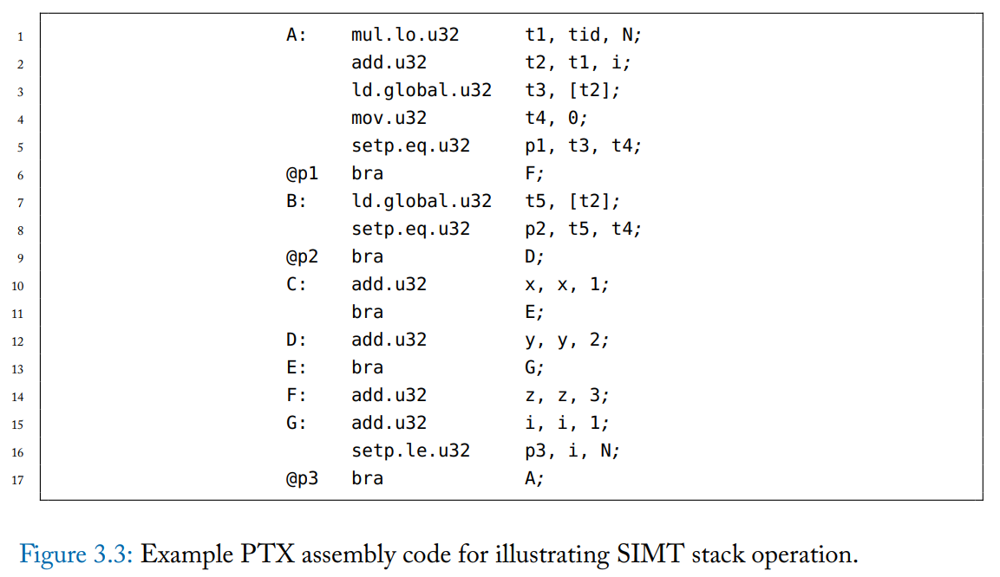 1 A: mul.lo.u32 t1, tid, N;
2 add.u32 t2, t1, i;
3 ld.global.u32 t3, [t2];
4 mov.u32 t4, 0;
5 setp.eq.u32 p1, t3, t4;
6 @p1 bra F;
7 B: ld.global.u32 t5, [t2];
8 setp.eq.u32 p2, t5, t4;
9 @p2 bra D;
10 C: add.u32 x, x, 1;
11 bra E;
12 D: add.u32 y, y, 2;
13 E: bra G;
14 F: add.u32 z, z, 3;
15 G: add.u32 i, i, 1;
16 setp.le.u32 p3, i, N;
17 @p3 bra A;
Figure 3.3: Example PTX assembly code for illustrating SIMT stack operation.